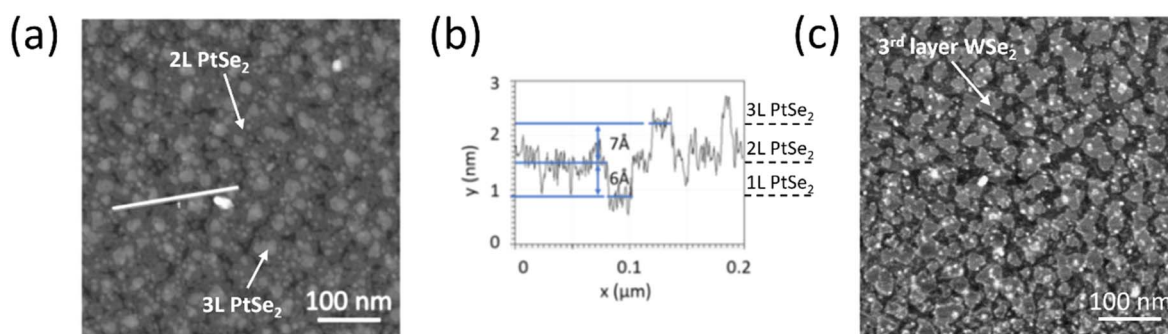 (a)
2L PtSe₂
3L PtSe₂
100 nm
(b)
3
2
1
0
y (nm)
7Å
6Å
3L PtSe₂
2L PtSe₂
1L PtSe₂
0 0.1 0.2
x (μm)
(c)
3ʳᵈ layer WSe₂
100 nm